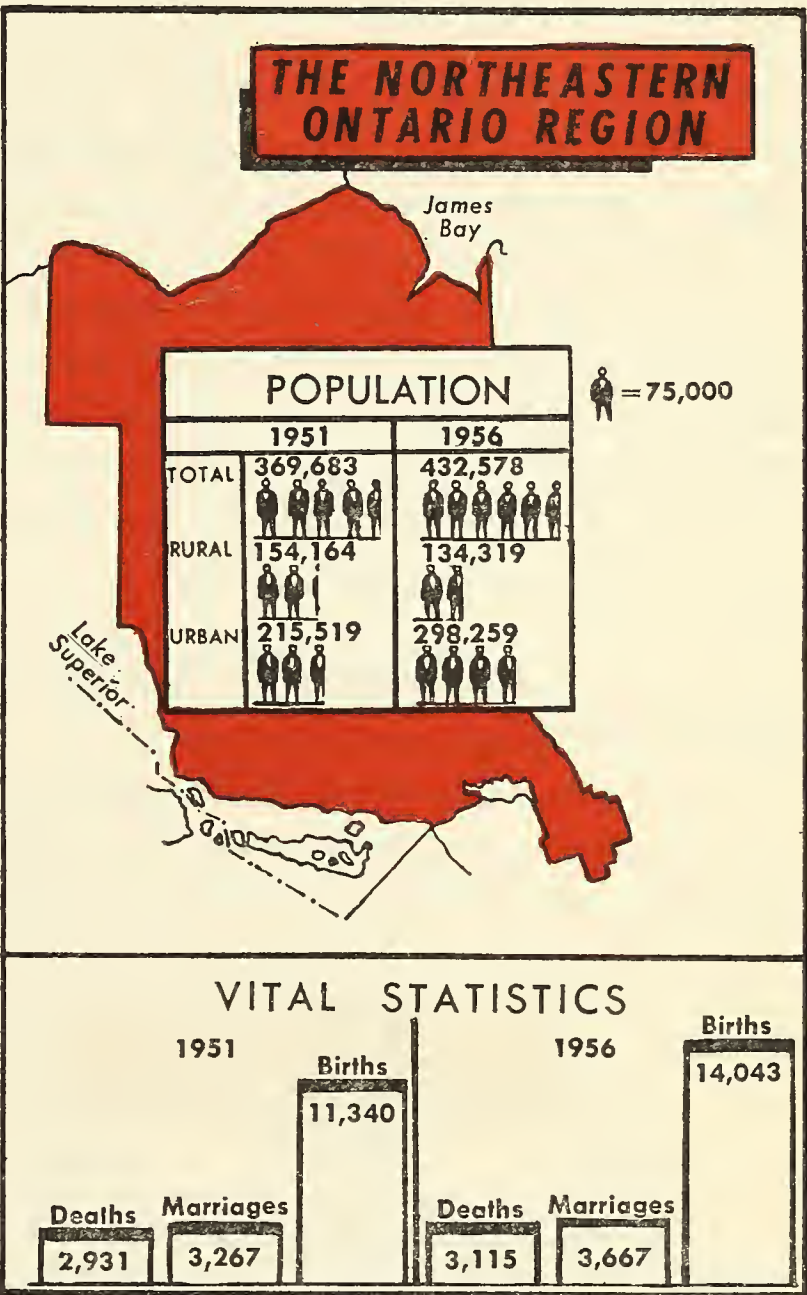 THE NORTHEASTERN
ONTARIO REGION
James
Bay
POPULATION
=75,000
1951 1956
TOTAL 369,683 432,578
RURAL 154,164 134,319
URBAN 215,519 298,259
Lake
Superior
VITAL STATISTICS
1951 1956
Births
14,043
Births
11,340
Deaths Marriages Deaths Marriages
2,931 3,267 3,115 3,667